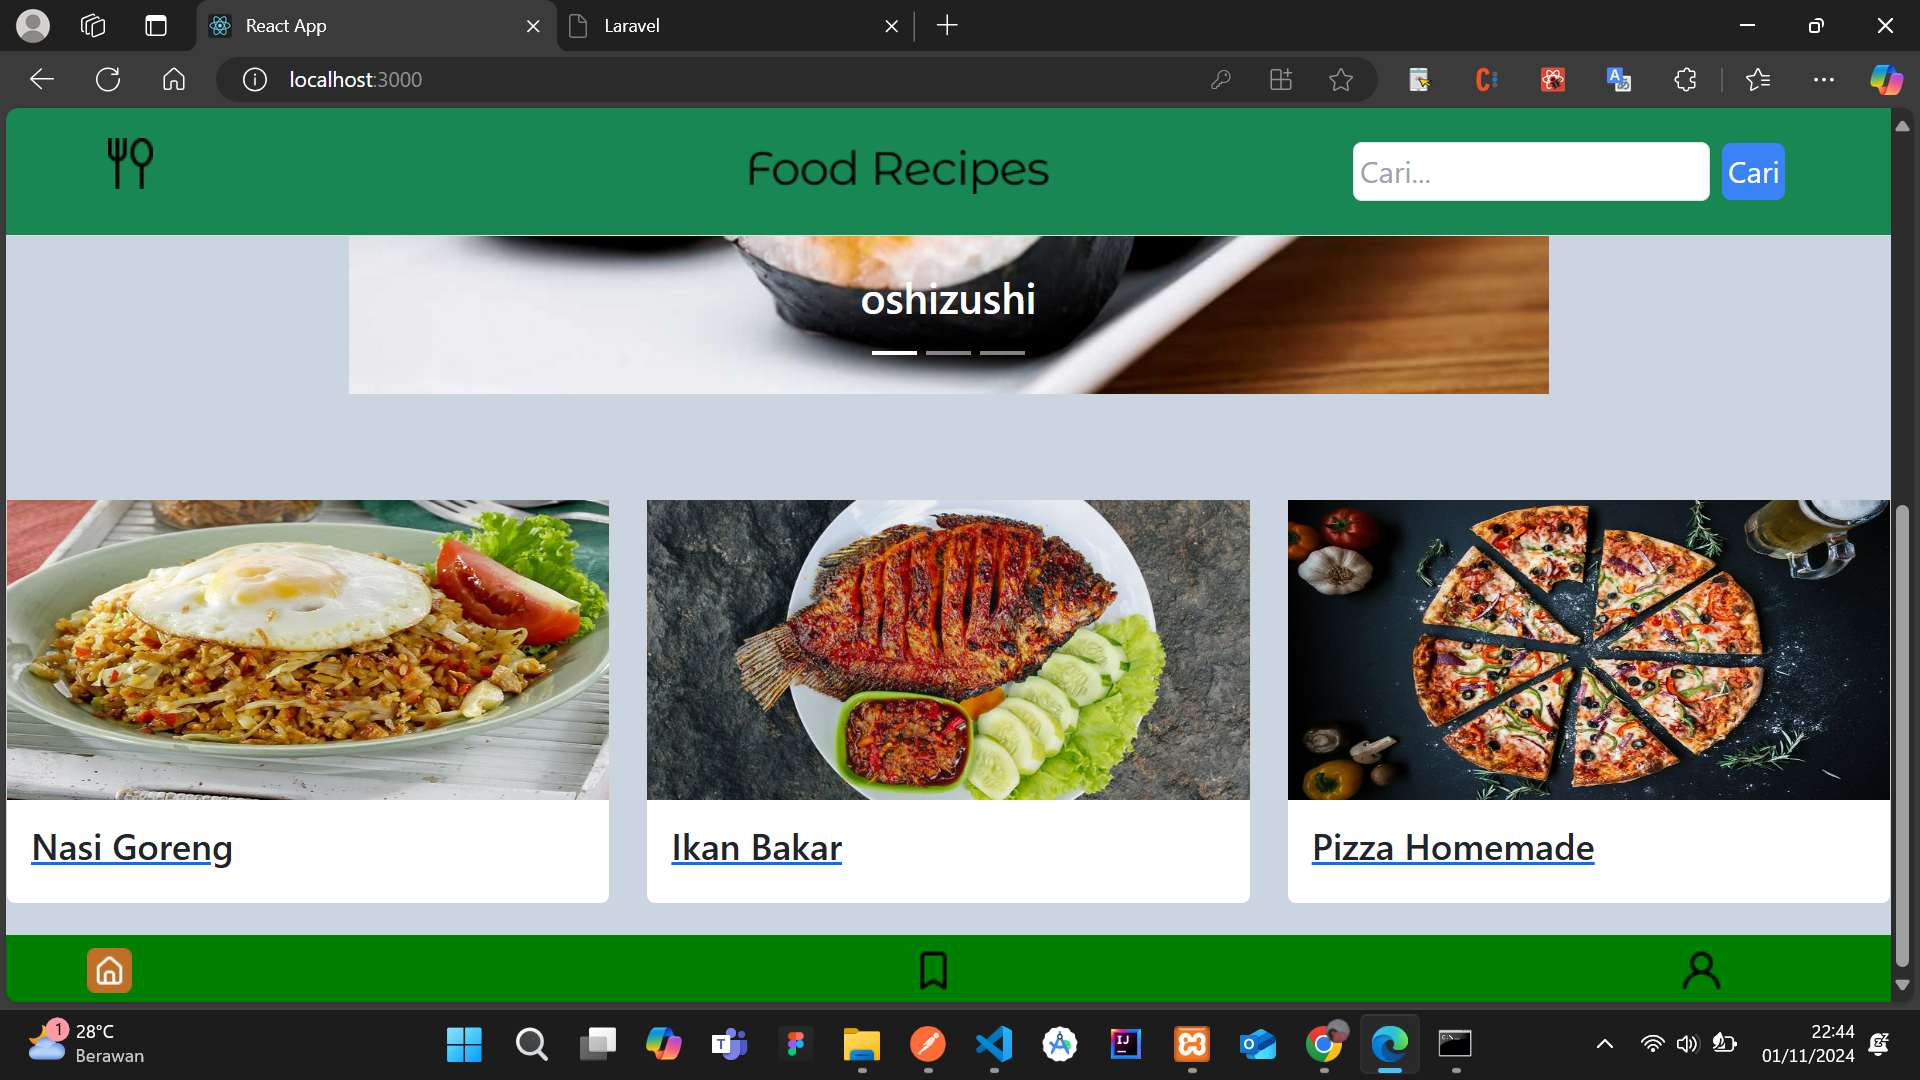 React App
Laravel
localhost:3000
Food Recipes
Cari...
Cari
oshizushi
Nasi Goreng
Ikan Bakar
Pizza Homemade
1
28°C
Berawan
22:44
01/11/2024